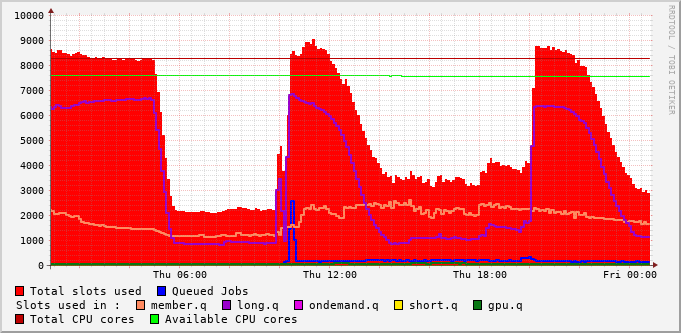 RRDTOOL / TOBI OETIKER
10000
9000
8000
7000
6000
5000
4000
3000
2000
1000
0
Thu 06:00 Thu 12:00 Thu 18:00 Fri 00:00
Total slots used Queued Jobs
Slots used in : member.q long.q ondemand.q short.q gpu.q
Total CPU cores Available CPU cores